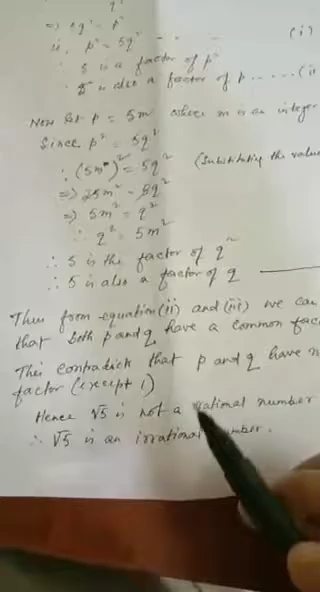 q²
⇒ 5q² = p²
ii, p² = 5q² (i)
∴ 5 is a factor of p²
∴ 5 is also a factor of p ...... (ii
Now let p = 5m where m is an integer
Since p² = 5q²
∴ (5m)² = 5q² (Substituting the value
⇒ 25m² = 5q²
⇒ 5m² = q²
∴ q² = 5m²
∴ 5 is the factor of q²
∴ 5 is also a factor of q
Thus from equation (ii) and (iii) we can
that both p and q have a common fac
This contradicts that p and q have n
factor (except 1)
Hence √5 is not a rational number
∴ √5 is an irrational number.